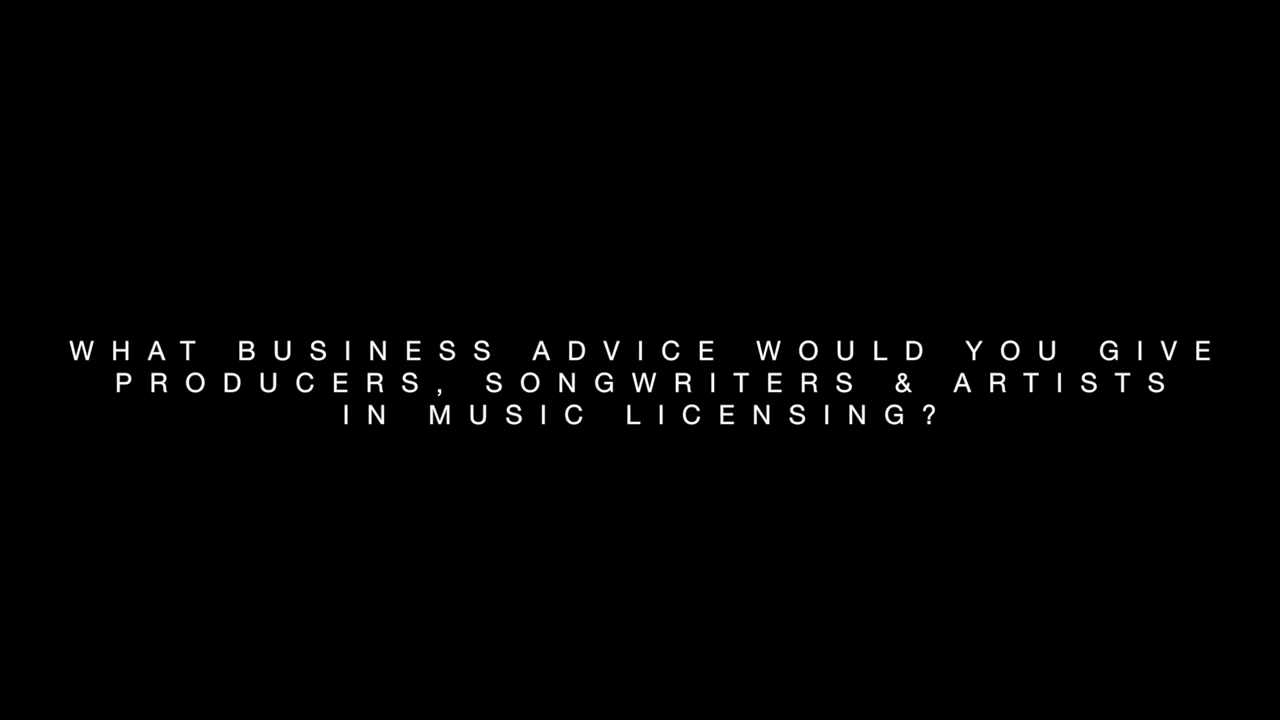 WHAT BUSINESS ADVICE WOULD YOU GIVE
PRODUCERS, SONGWRITERS & ARTISTS
IN MUSIC LICENSING?